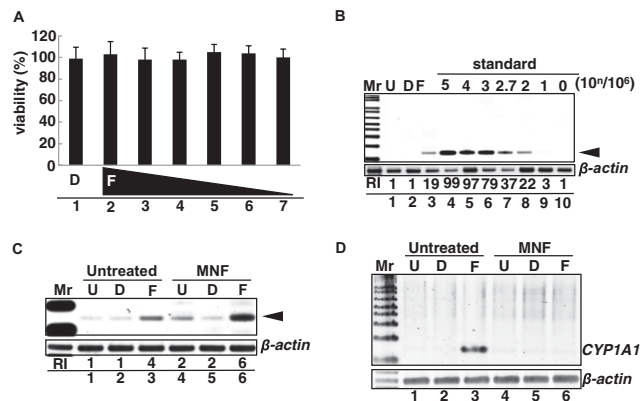 A
viability (%)
120
100
80
60
40
20
0
D F
1 2 3 4 5 6 7
B
standard
Mr U D F 5 4 3 2.7 2 1 0 (10ⁿ/10⁶)
β-actin
RI 1 1 19 99 97 79 37 22 3 1
1 2 3 4 5 6 7 8 9 10
C
Untreated MNF
Mr U D F U D F
β-actin
RI 1 1 4 2 2 6
1 2 3 4 5 6
D
Untreated MNF
Mr U D F U D F
CYP1A1
β-actin
1 2 3 4 5 6